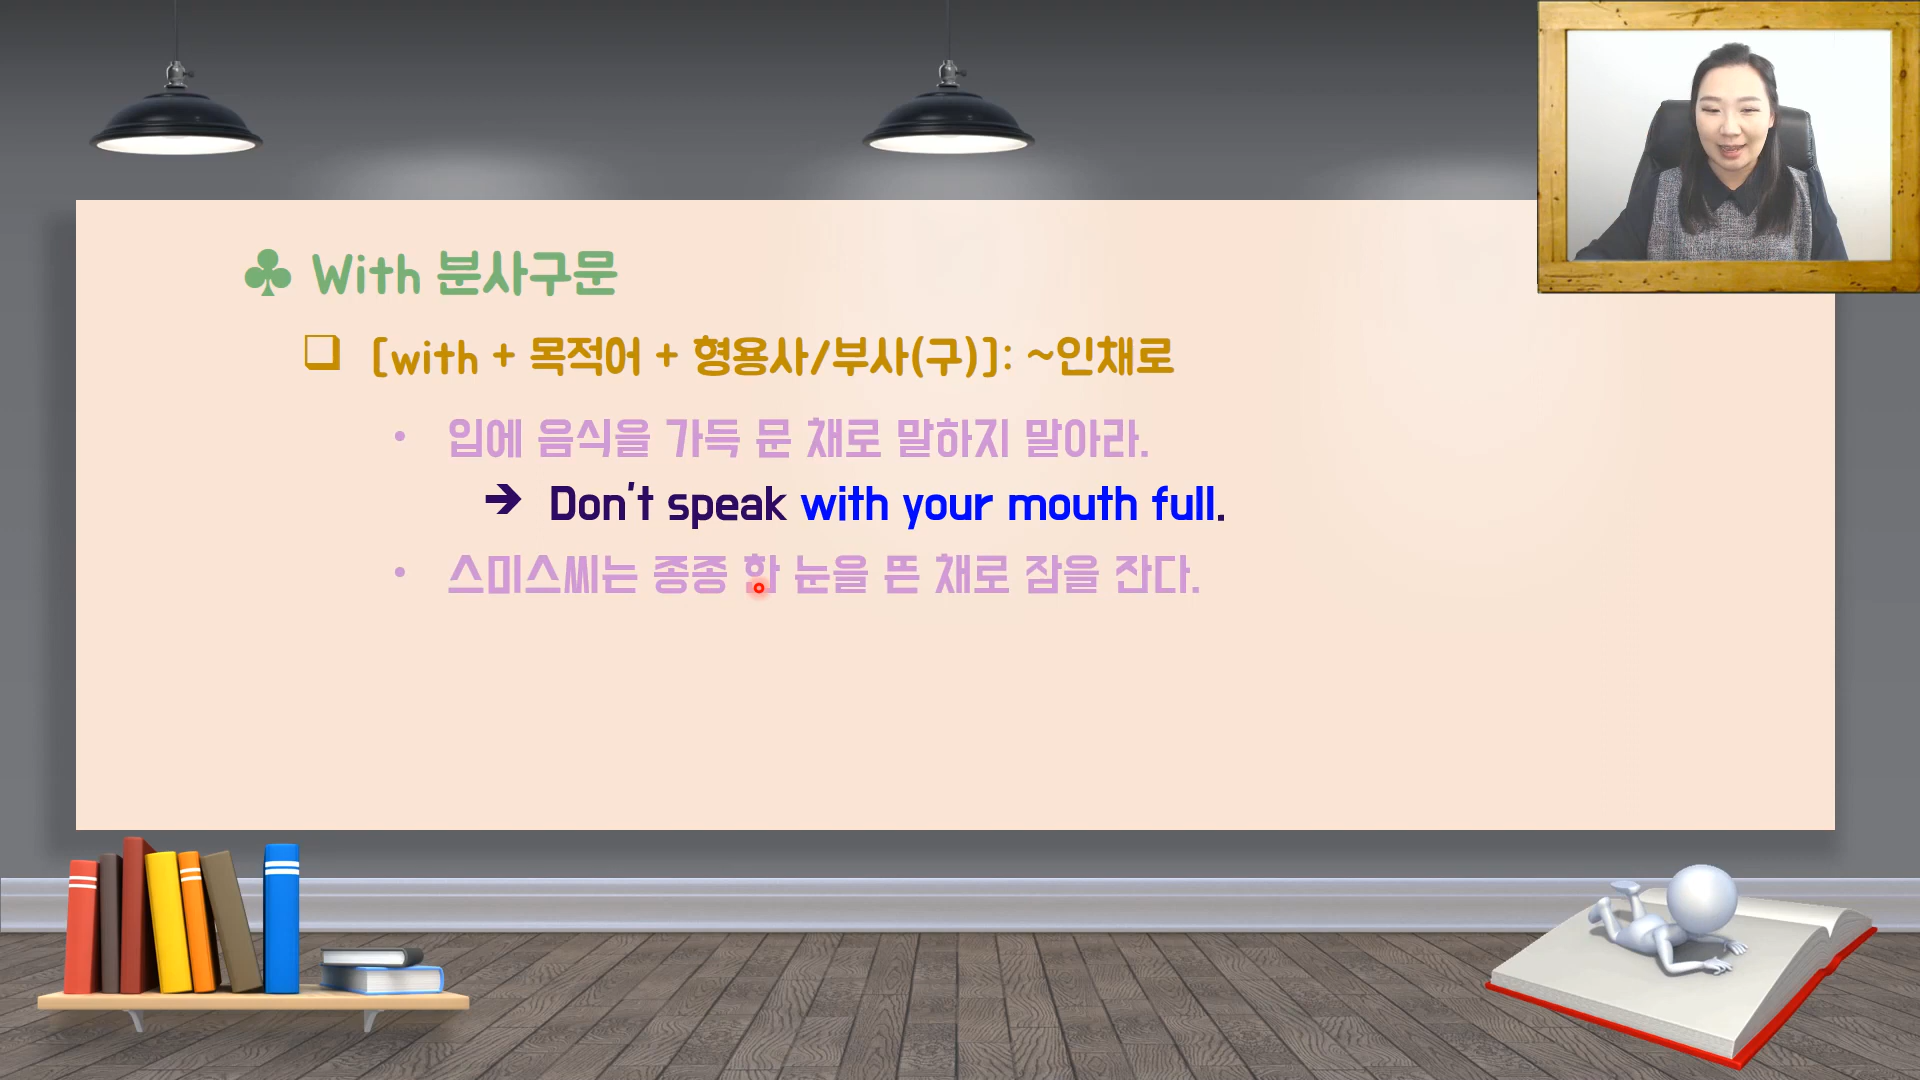 ♣ With 분사구문
❑ [with + 목적어 + 형용사/부사(구)]: ~인채로
• 입에 음식을 가득 문 채로 말하지 말아라.
➔ Don't speak with your mouth full.
• 스미스씨는 종종 한 눈을 뜬 채로 잠을 잔다.